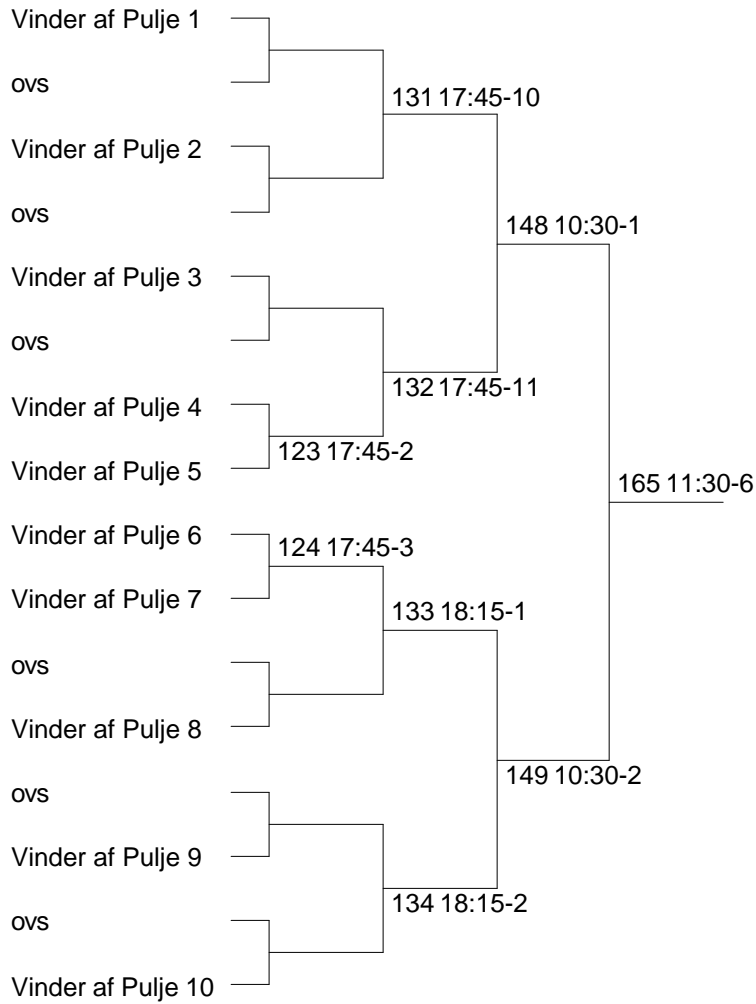 Vinder af Pulje 1
ovs
131 17:45-10
Vinder af Pulje 2
ovs
148 10:30-1
Vinder af Pulje 3
ovs
132 17:45-11
Vinder af Pulje 4
123 17:45-2
Vinder af Pulje 5
165 11:30-6
Vinder af Pulje 6
124 17:45-3
Vinder af Pulje 7
133 18:15-1
ovs
Vinder af Pulje 8
149 10:30-2
ovs
Vinder af Pulje 9
134 18:15-2
ovs
Vinder af Pulje 10